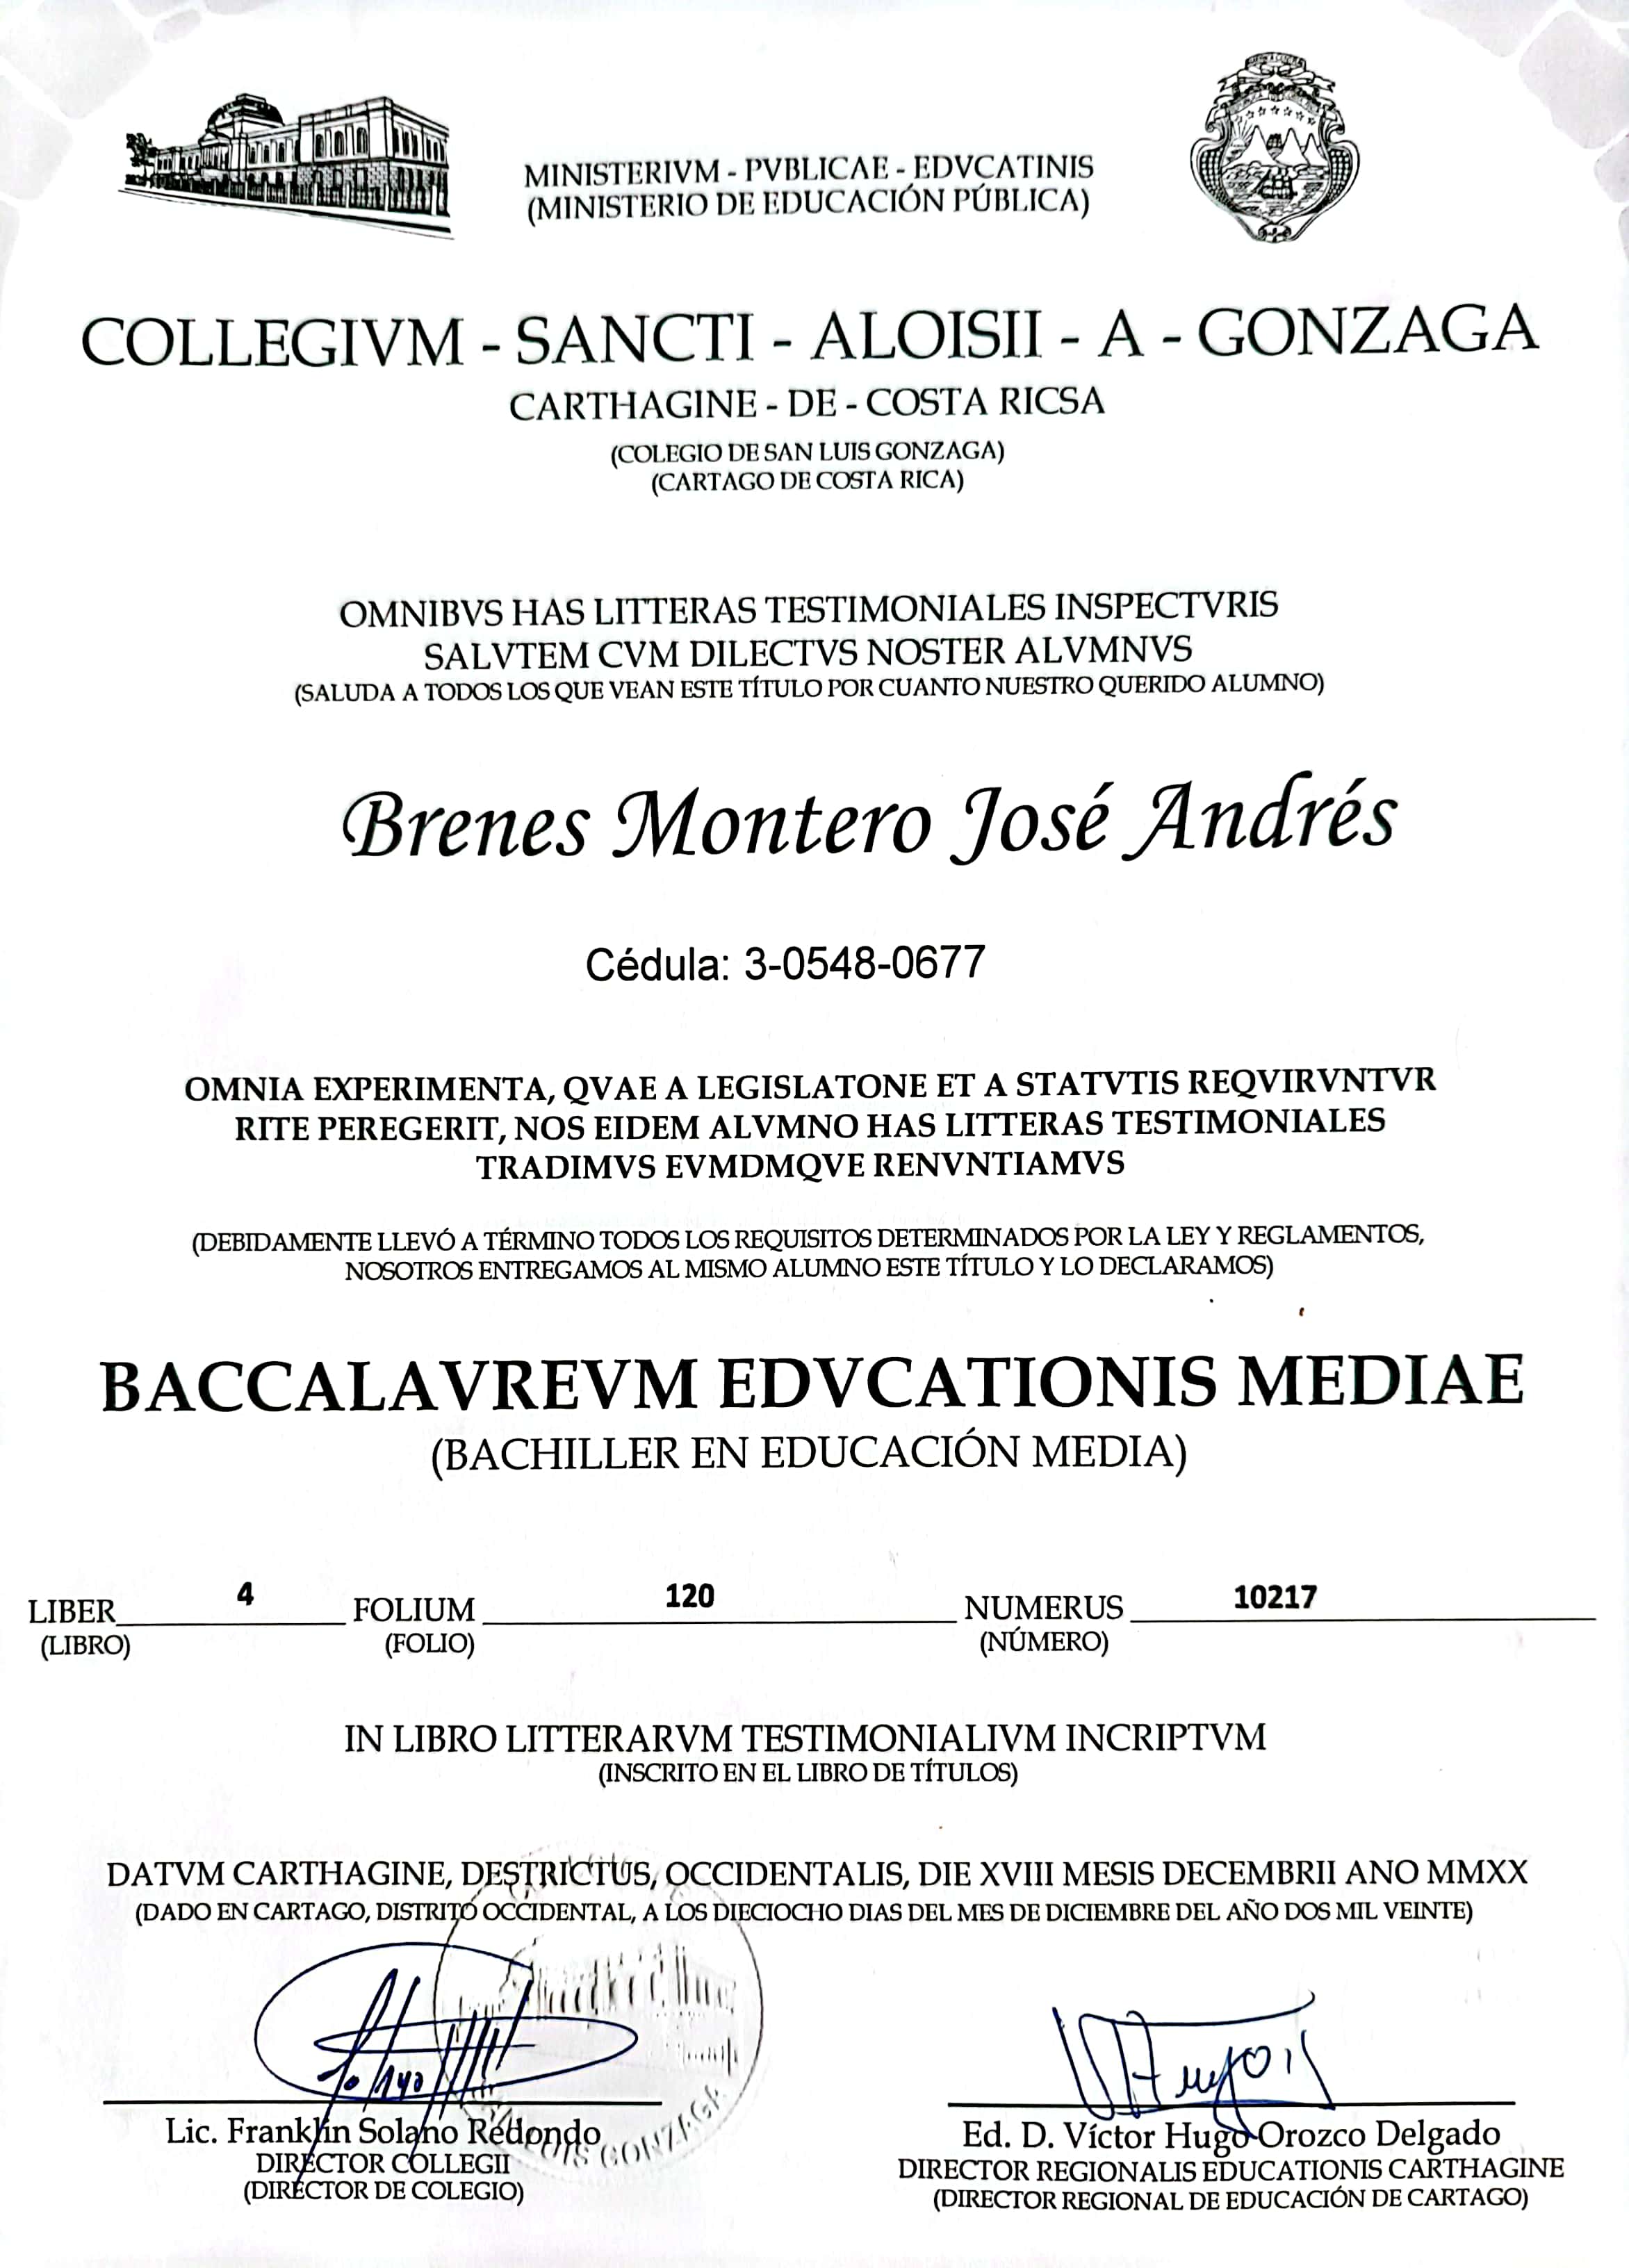 MINISTERIVM - PVBLICAE - EDVCATINIS
(MINISTERIO DE EDUCACIÓN PÚBLICA)
COLLEGIVM - SANCTI - ALOISII - A - GONZAGA
CARTHAGINE - DE - COSTA RICSA
(COLEGIO DE SAN LUIS GONZAGA)
(CARTAGO DE COSTA RICA)
OMNIBVS HAS LITTERAS TESTIMONIALES INSPECTVRIS
SALVTEM CVM DILECTVS NOSTER ALVMNVS
(SALUDA A TODOS LOS QUE VEAN ESTE TÍTULO POR CUANTO NUESTRO QUERIDO ALUMNO)
Brenes Montero José Andrés
Cédula: 3-0548-0677
OMNIA EXPERIMENTA, QVAE A LEGISLATONE ET A STATVTIS REQVIRVNTVR
RITE PEREGERIT, NOS EIDEM ALVMNO HAS LITTERAS TESTIMONIALES
TRADIMVS EVMDMQVE RENVNTIAMVS
(DEBIDAMENTE LLEVÓ A TÉRMINO TODOS LOS REQUISITOS DETERMINADOS POR LA LEY Y REGLAMENTOS,
NOSOTROS ENTREGAMOS AL MISMO ALUMNO ESTE TÍTULO Y LO DECLARAMOS)
BACCALAVREVM EDVCATIONIS MEDIAE
(BACHILLER EN EDUCACIÓN MEDIA)
LIBER 4 FOLIUM 120 NUMERUS 10217
(LIBRO) (FOLIO) (NÚMERO)
IN LIBRO LITTERARVM TESTIMONIALIVM INCRIPTVM
(INSCRITO EN EL LIBRO DE TÍTULOS)
DATVM CARTHAGINE, DESTRICTUS, OCCIDENTALIS, DIE XVIII MESIS DECEMBRII ANO MMXX
(DADO EN CARTAGO, DISTRITO OCCIDENTAL, A LOS DIECIOCHO DIAS DEL MES DE DICIEMBRE DEL AÑO DOS MIL VEINTE)
LUIS GONZAGA
Lic. Franklin Solano Redondo
DIRECTOR COLLEGII
(DIRECTOR DE COLEGIO)
Ed. D. Víctor Hugo Orozco Delgado
DIRECTOR REGIONALIS EDUCATIONIS CARTHAGINE
(DIRECTOR REGIONAL DE EDUCACIÓN DE CARTAGO)